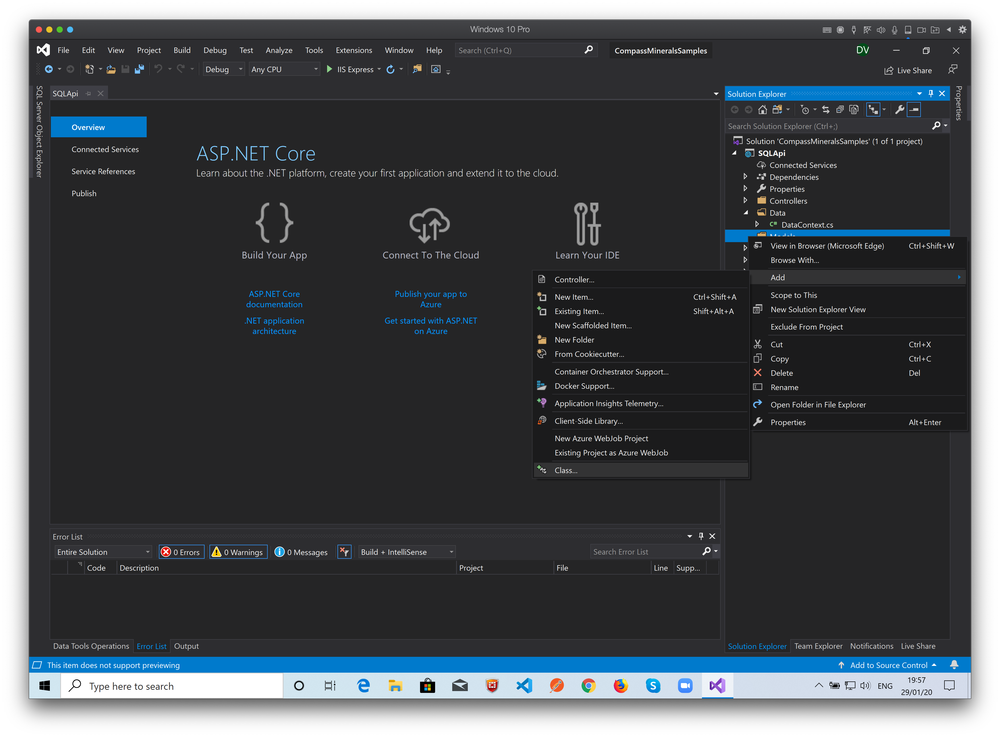 Windows 10 Pro
File Edit View Project Build Debug Test Analyze Tools Extensions Window Help Search (Ctrl+Q) CompassMineralsSamples DV
Debug Any CPU IIS Express Live Share
SQL Server Object Explorer
SQLApi
Overview
Connected Services
Service References
Publish
ASP.NET Core
Learn about the .NET platform, create your first application and extend it to the cloud.
Build Your App
Connect To The Cloud
Learn Your IDE
ASP.NET Core
documentation
.NET application
architecture
Publish your app to
Azure
Get started with ASP.NET
on Azure
Solution Explorer
Properties
Search Solution Explorer (Ctrl+;)
Solution 'CompassMineralsSamples' (1 of 1 project)
SQLApi
Connected Services
Dependencies
Properties
Controllers
Data
C# DataContext.cs
Models
View in Browser (Microsoft Edge) Ctrl+Shift+W
Browse With...
Add
Scope to This
New Solution Explorer View
Exclude From Project
Cut Ctrl+X
Copy Ctrl+C
Delete Del
Rename
Open Folder in File Explorer
Properties Alt+Enter
Controller...
New Item... Ctrl+Shift+A
Existing Item... Shift+Alt+A
New Scaffolded Item...
New Folder
From Cookiecutter...
Container Orchestrator Support...
Docker Support...
Application Insights Telemetry...
Client-Side Library...
New Azure WebJob Project
Existing Project as Azure WebJob
Class...
Error List
Entire Solution 0 Errors 0 Warnings 0 Messages Build + IntelliSense Search Error List
Code Description Project File Line Supp...
Data Tools Operations Error List Output
Solution Explorer Team Explorer Notifications Live Share
This item does not support previewing Add to Source Control
Type here to search
ENG
19:57
29/01/20